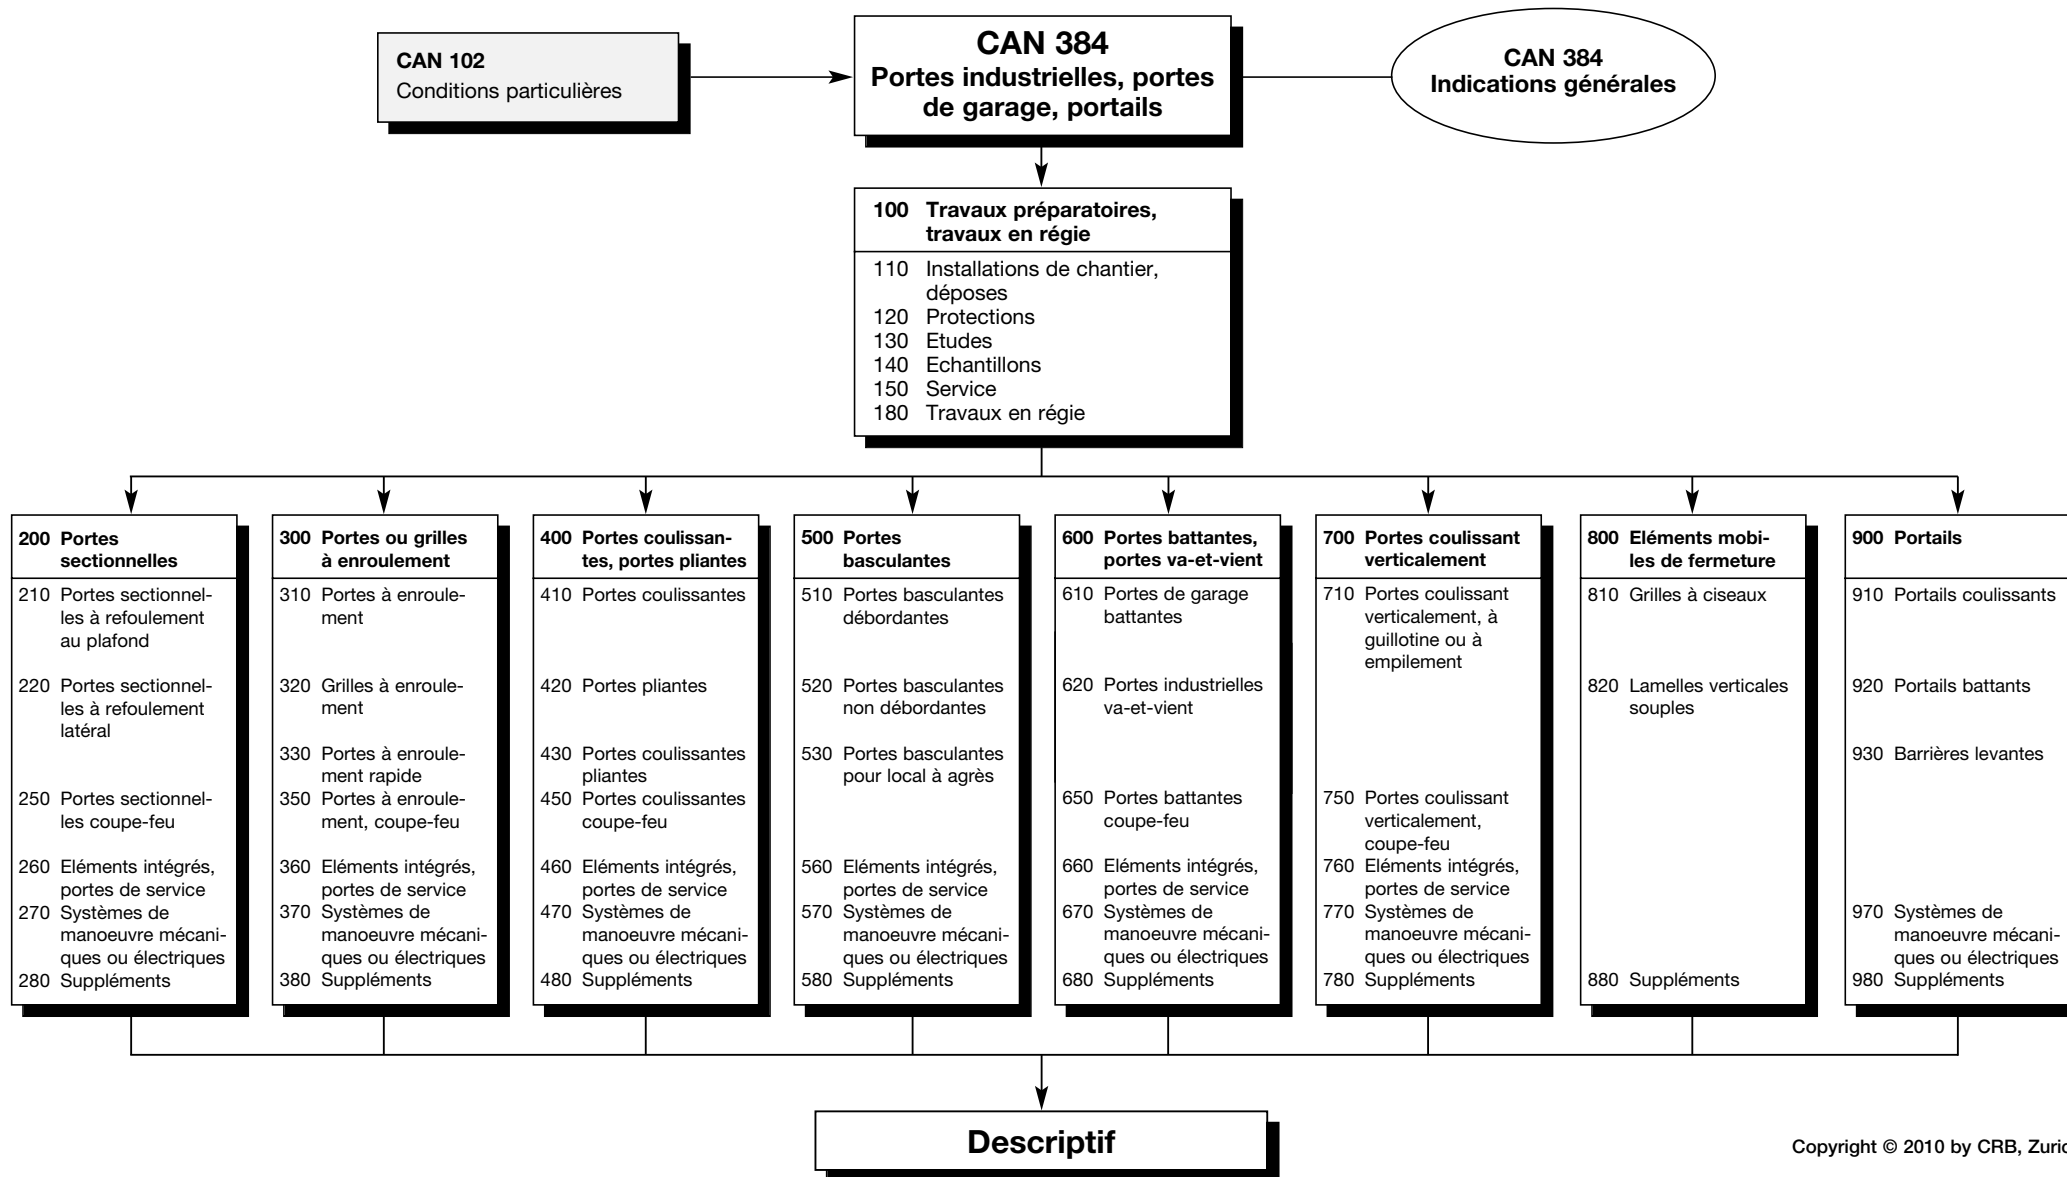 CAN 102
Conditions particulières
CAN 384
Portes industrielles, portes
de garage, portails
CAN 384
Indications générales
100 Travaux préparatoires,
travaux en régie
110 Installations de chantier,
déposes
120 Protections
130 Etudes
140 Echantillons
150 Service
180 Travaux en régie
200 Portes
sectionnelles
210 Portes sectionnel-
les à refoulement
au plafond
220 Portes sectionnel-
les à refoulement
latéral
250 Portes sectionnel-
les coupe-feu
260 Eléments intégrés,
portes de service
270 Systèmes de
manoeuvre mécani-
ques ou électriques
280 Suppléments
300 Portes ou grilles
à enroulement
310 Portes à enroule-
ment
320 Grilles à enroule-
ment
330 Portes à enroule-
ment rapide
350 Portes à enroule-
ment, coupe-feu
360 Eléments intégrés,
portes de service
370 Systèmes de
manoeuvre mécani-
ques ou électriques
380 Suppléments
400 Portes coulissan-
tes, portes pliantes
410 Portes coulissantes
420 Portes pliantes
430 Portes coulissantes
pliantes
450 Portes coulissantes
coupe-feu
460 Eléments intégrés,
portes de service
470 Systèmes de
manoeuvre mécani-
ques ou électriques
480 Suppléments
500 Portes
basculantes
510 Portes basculantes
débordantes
520 Portes basculantes
non débordantes
530 Portes basculantes
pour local à agrès
560 Eléments intégrés,
portes de service
570 Systèmes de
manoeuvre mécani-
ques ou électriques
580 Suppléments
600 Portes battantes,
portes va-et-vient
610 Portes de garage
battantes
620 Portes industrielles
va-et-vient
650 Portes battantes
coupe-feu
660 Eléments intégrés,
portes de service
670 Systèmes de
manoeuvre mécani-
ques ou électriques
680 Suppléments
700 Portes coulissant
verticalement
710 Portes coulissant
verticalement, à
guillotine ou à
empilement
750 Portes coulissant
verticalement,
coupe-feu
760 Eléments intégrés,
portes de service
770 Systèmes de
manoeuvre mécani-
ques ou électriques
780 Suppléments
800 Eléments mobi-
les de fermeture
810 Grilles à ciseaux
820 Lamelles verticales
souples
880 Suppléments
900 Portails
910 Portails coulissants
920 Portails battants
930 Barrières levantes
970 Systèmes de
manoeuvre mécani-
ques ou électriques
980 Suppléments
Descriptif
Copyright © 2010 by CRB, Zuric